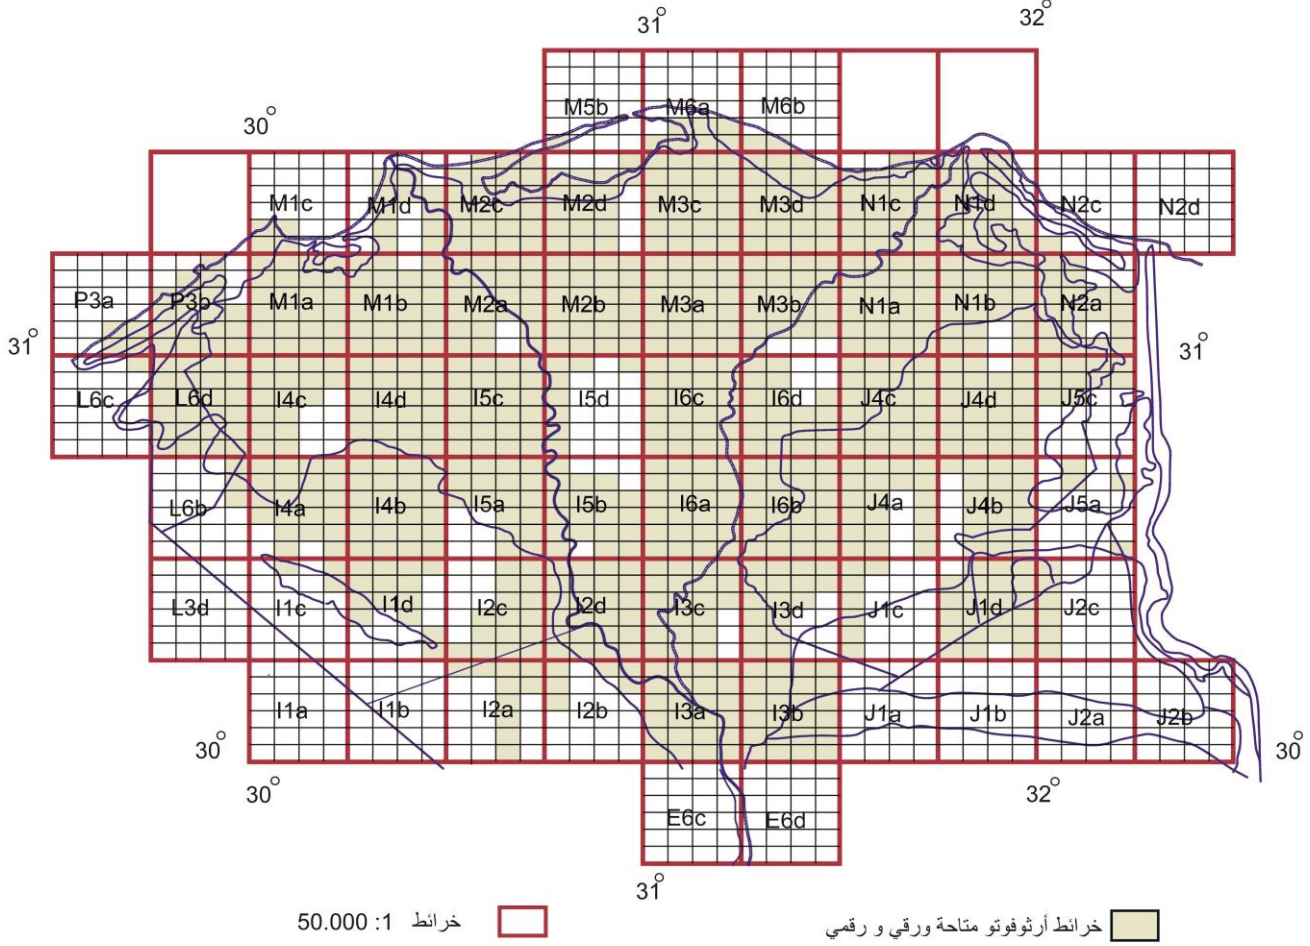 31°
32°
M5b M6a M6b
30°
M1c M1d M2c M2d M3c M3d N1c N1d N2c N2d
P3a P3b M1a M1b M2a M2b M3a M3b N1a N1b N2a
31°
31°
L6c L6d I4c I4d I5c I5d I6c I6d J4c J4d J5c
L6b I4a I4b I5a I5b I6a I6b J4a J4b J5a
L3d I1c I1d I2c I2d I3c I3d J1c J1d J2c
I1a I1b I2a I2b I3a I3b J1a J1b J2a J2b
30°
30°
30°
32°
E6c E6d
31°
خرائط أرثوفوتو متاحة ورقي و رقمي
خرائط 1: 50.000